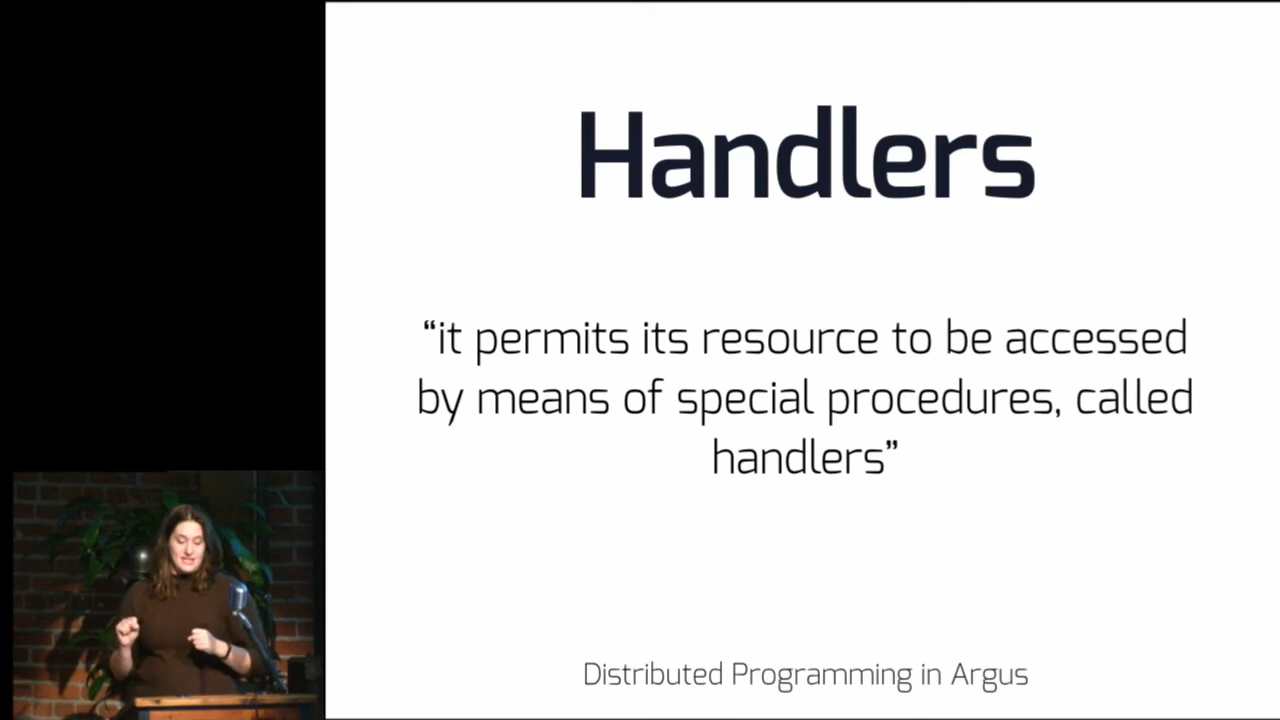 Handlers
“it permits its resource to be accessed
by means of special procedures, called
handlers”
Distributed Programming in Argus